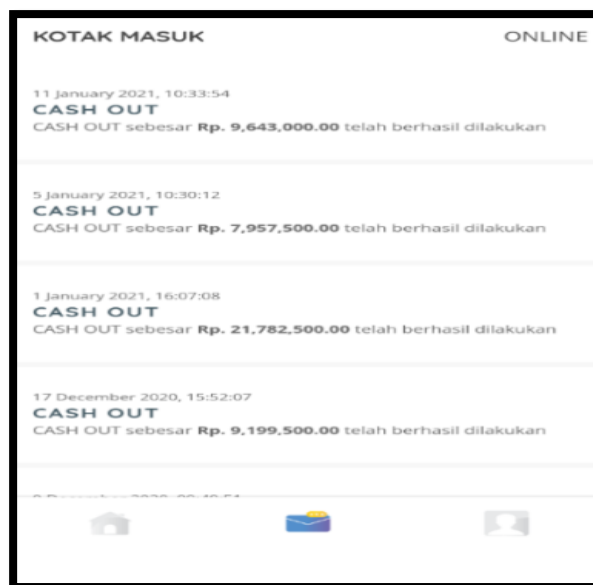 KOTAK MASUK
ONLINE
11 January 2021, 10:33:54
CASH OUT
CASH OUT sebesar Rp. 9,643,000.00 telah berhasil dilakukan
5 January 2021, 10:30:12
CASH OUT
CASH OUT sebesar Rp. 7,957,500.00 telah berhasil dilakukan
1 January 2021, 16:07:08
CASH OUT
CASH OUT sebesar Rp. 21,782,500.00 telah berhasil dilakukan
17 December 2020, 15:52:07
CASH OUT
CASH OUT sebesar Rp. 9,199,500.00 telah berhasil dilakukan
December 2020,